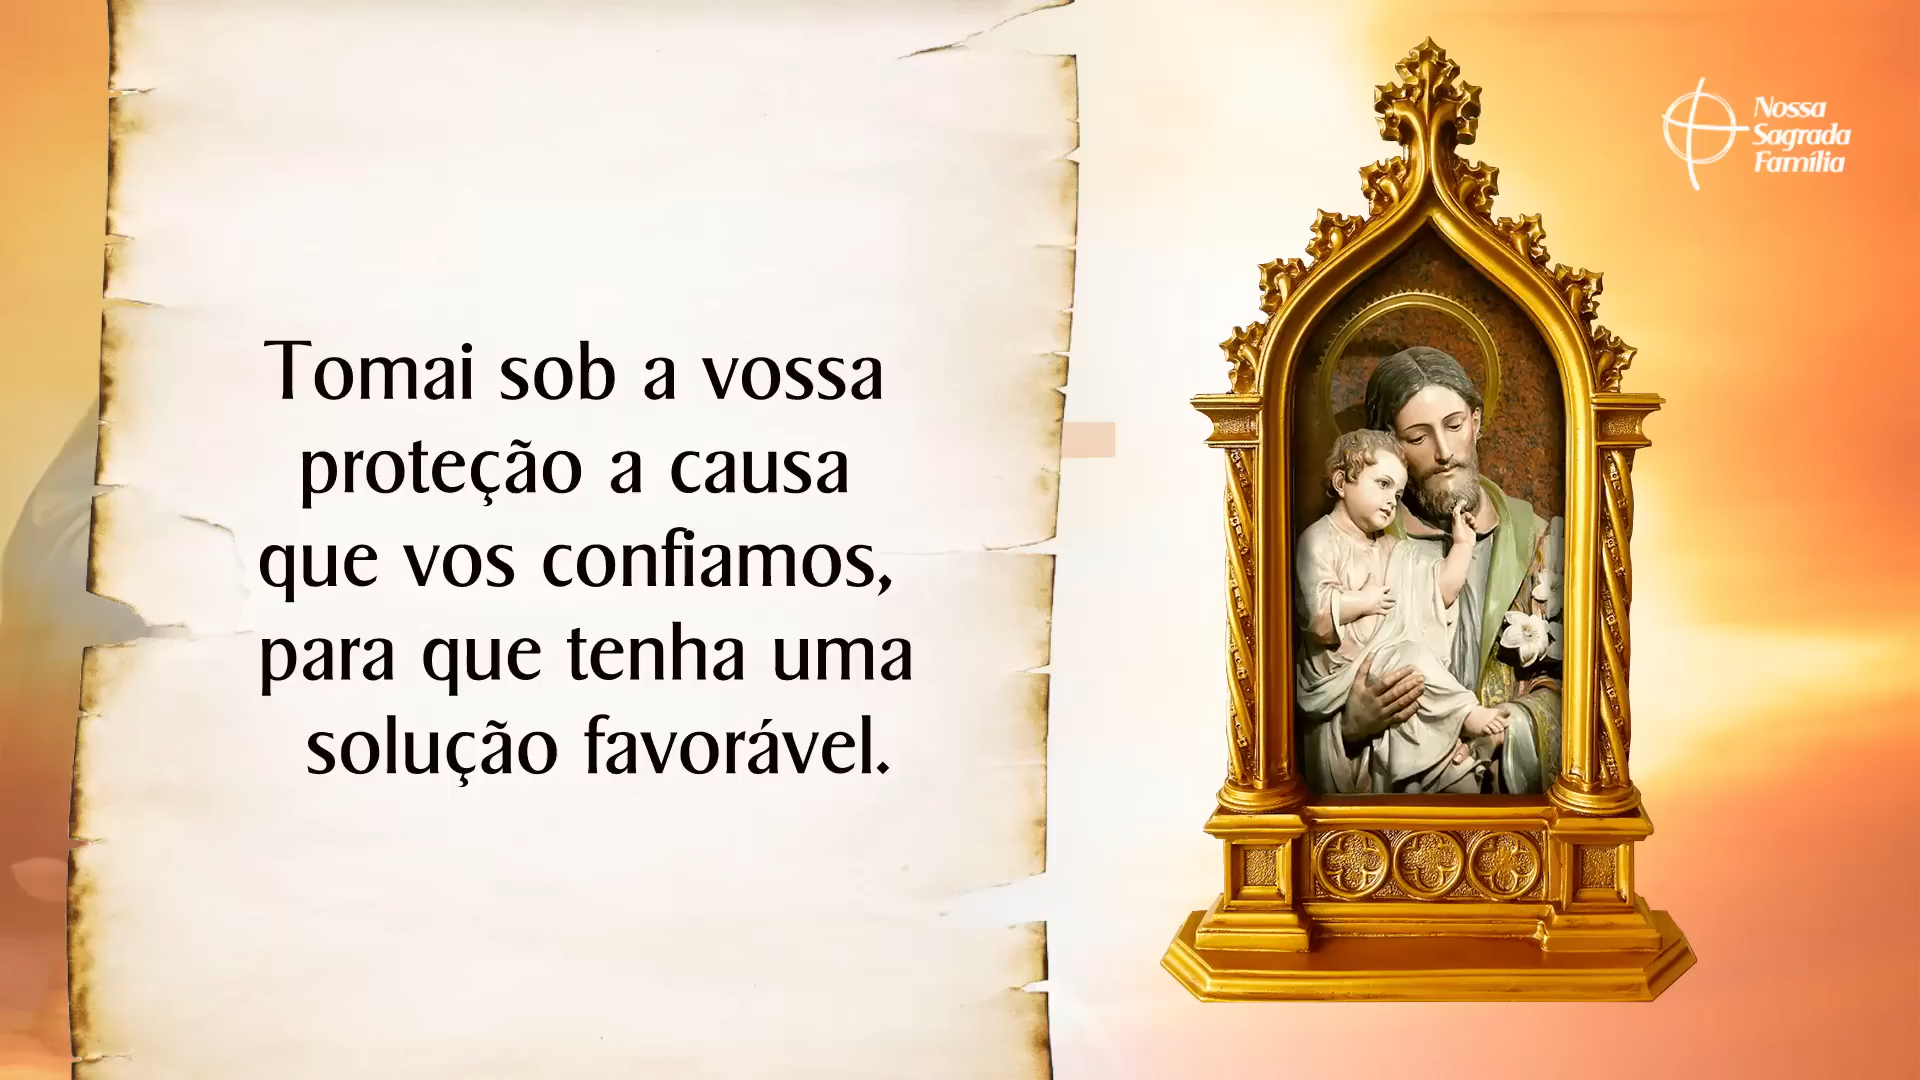 Tomai sob a vossa
proteção a causa
que vos confiamos,
para que tenha uma
solução favorável.
Nossa
Sagrada
Família